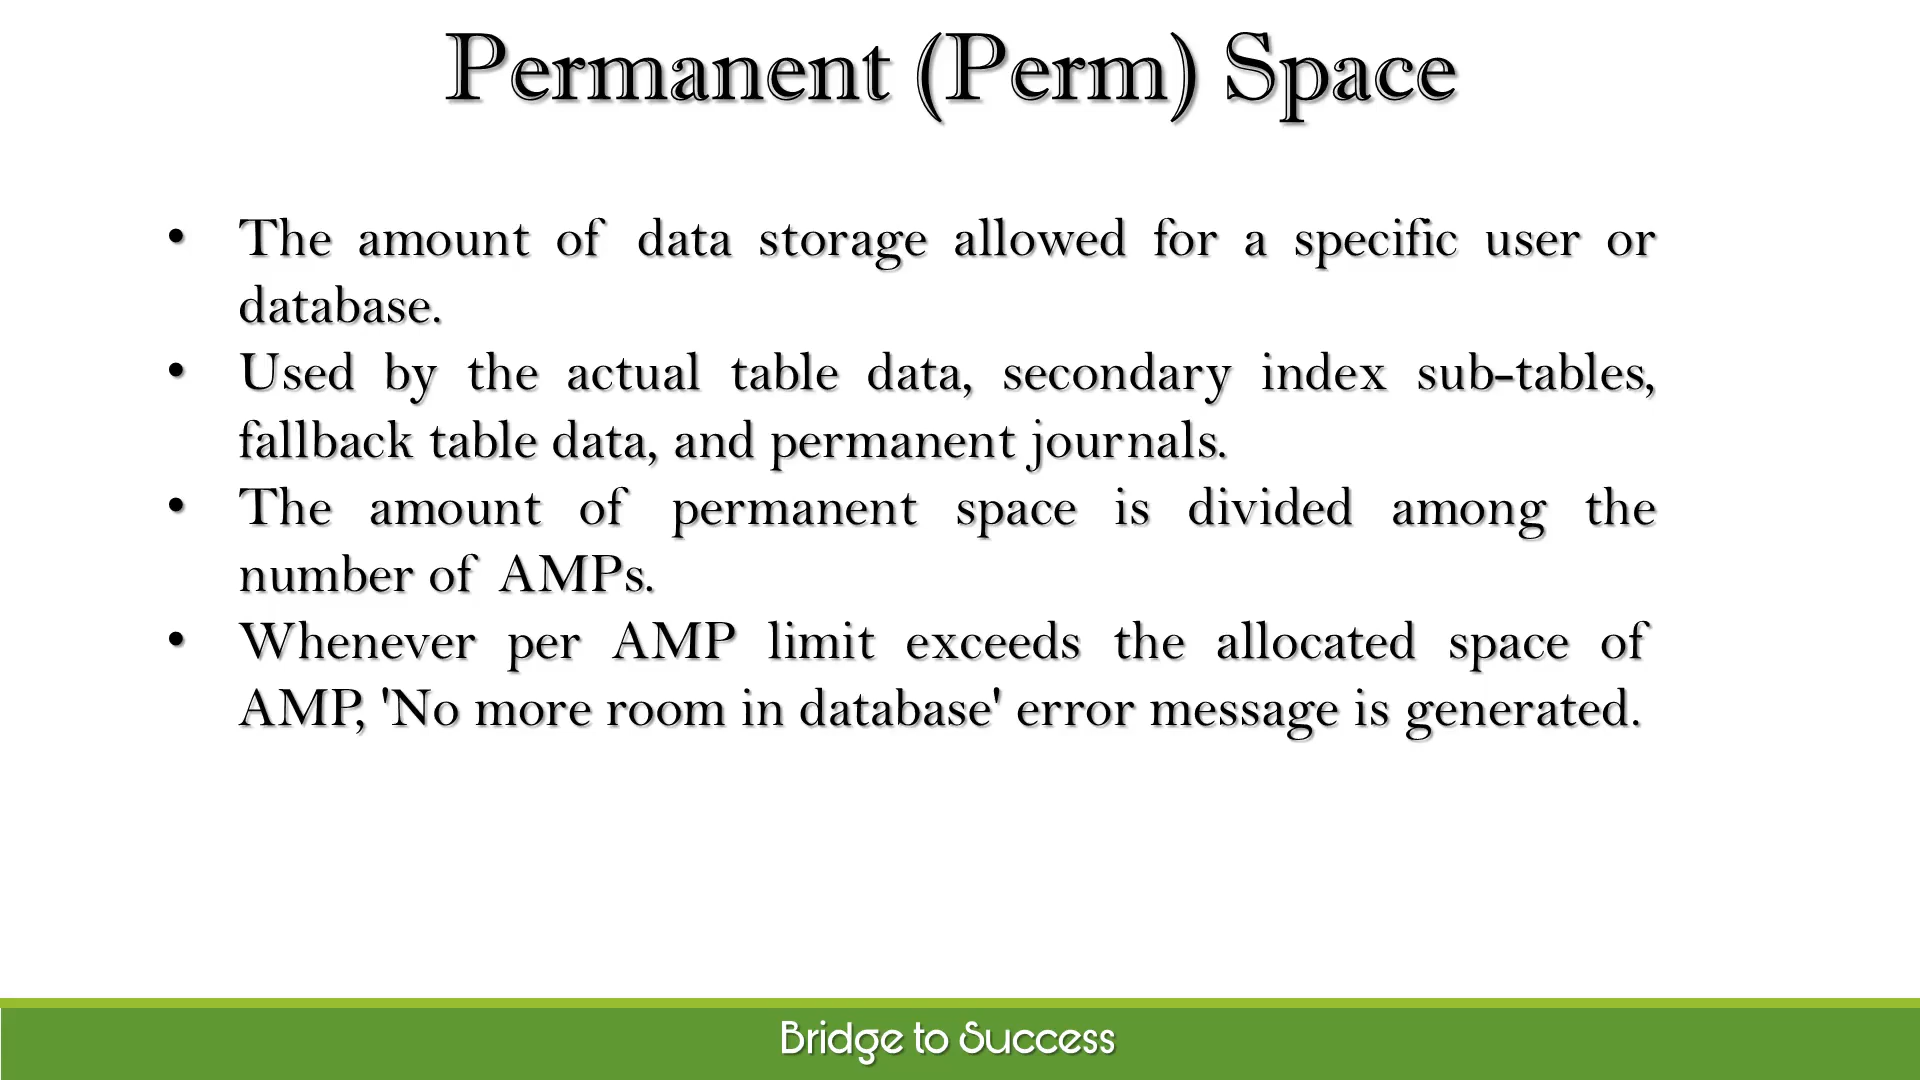 Permanent (Perm) Space
• The amount of data storage allowed for a specific user or
database.
• Used by the actual table data, secondary index sub-tables,
fallback table data, and permanent journals.
• The amount of permanent space is divided among the
number of AMPs.
• Whenever per AMP limit exceeds the allocated space of
AMP, 'No more room in database' error message is generated.
Bridge to Success